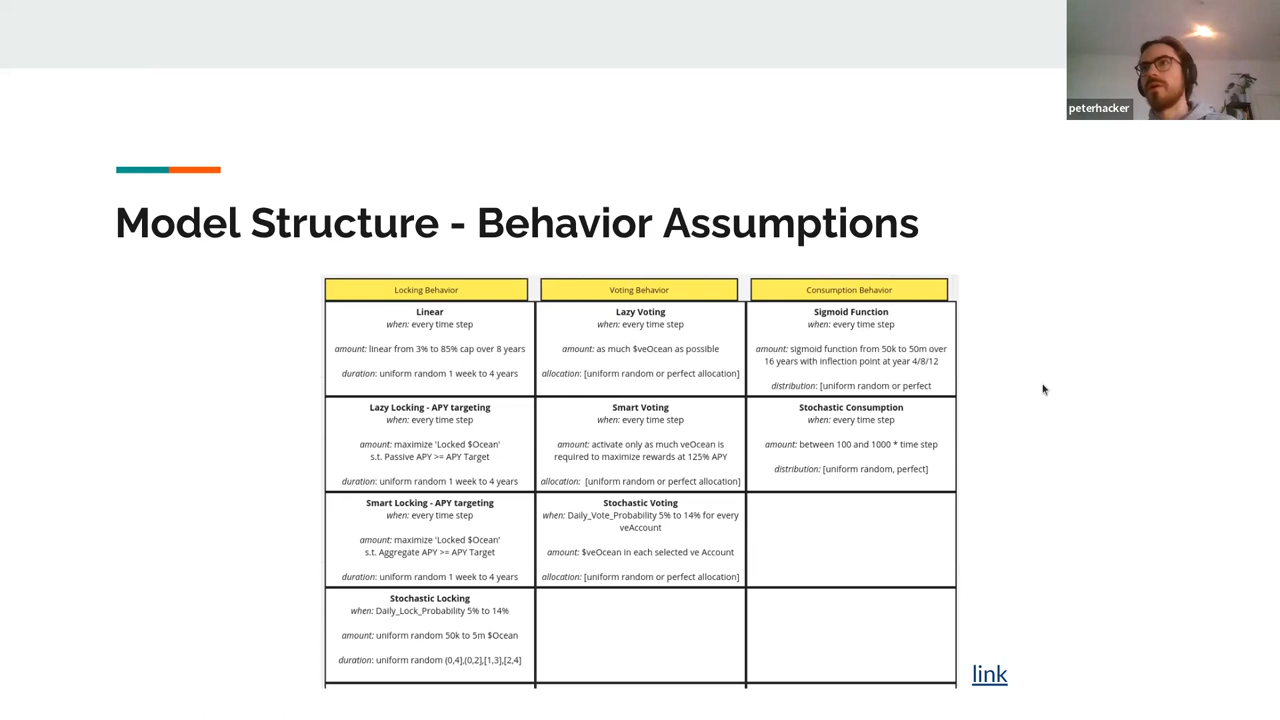 peterhacker
Model Structure - Behavior Assumptions
Locking Behavior
Voting Behavior
Consumption Behavior
Linear
when: every time step
amount: linear from 3% to 85% cap over 8 years
duration: uniform random 1 week to 4 years
Lazy Voting
when: every time step
amount: as much $veOcean as possible
allocation: [uniform random or perfect allocation]
Sigmoid Function
when: every time step
amount: sigmoid function from 50k to 50m over
16 years with inflection point at year 4/8/12
distribution: [uniform random or perfect
Lazy Locking - APY targeting
when: every time step
amount: maximize 'Locked $Ocean'
s.t. Passive APY >= APY Target
duration: uniform random 1 week to 4 years
Smart Voting
when: every time step
amount: activate only as much veOcean is
required to maximize rewards at 125% APY
allocation: [uniform random or perfect allocation]
Stochastic Consumption
when: every time step
amount: between 100 and 1000 * time step
distribution: [uniform random, perfect]
Smart Locking - APY targeting
when: every time step
amount: maximize 'Locked $Ocean'
s.t. Aggregate APY >= APY Target
duration: uniform random 1 week to 4 years
Stochastic Voting
when: Daily_Vote_Probability 5% to 14% for every
veAccount
amount: $veOcean in each selected ve Account
allocation: [uniform random or perfect allocation]
Stochastic Locking
when: Daily_Lock_Probability 5% to 14%
amount: uniform random 50k to 5m $Ocean
duration: uniform random (0,4],(0,2],[1,3],[2,4]
link